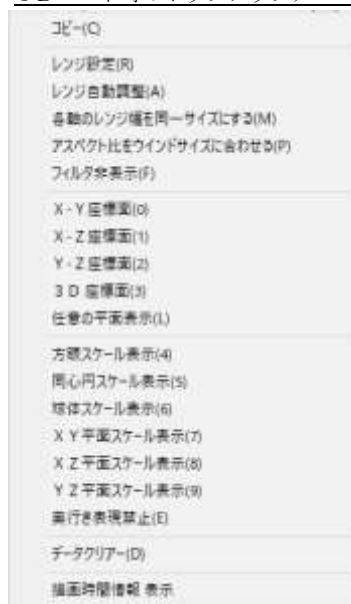 コピー(C)
レンジ設定(R)
レンジ自動調整(A)
各軸のレンジ幅を同一サイズにする(M)
アスペクト比をウインドサイズに合わせる(P)
フィルタ非表示(F)
X - Y 座標面(0)
X - Z 座標面(1)
Y - Z 座標面(2)
3 D 座標面(3)
任意の平面表示(L)
方眼スケール表示(4)
同心円スケール表示(5)
球体スケール表示(6)
X Y 平面スケール表示(7)
X Z 平面スケール表示(8)
Y Z 平面スケール表示(9)
奥行き表現禁止(E)
データクリアー(D)
描画時間情報 表示